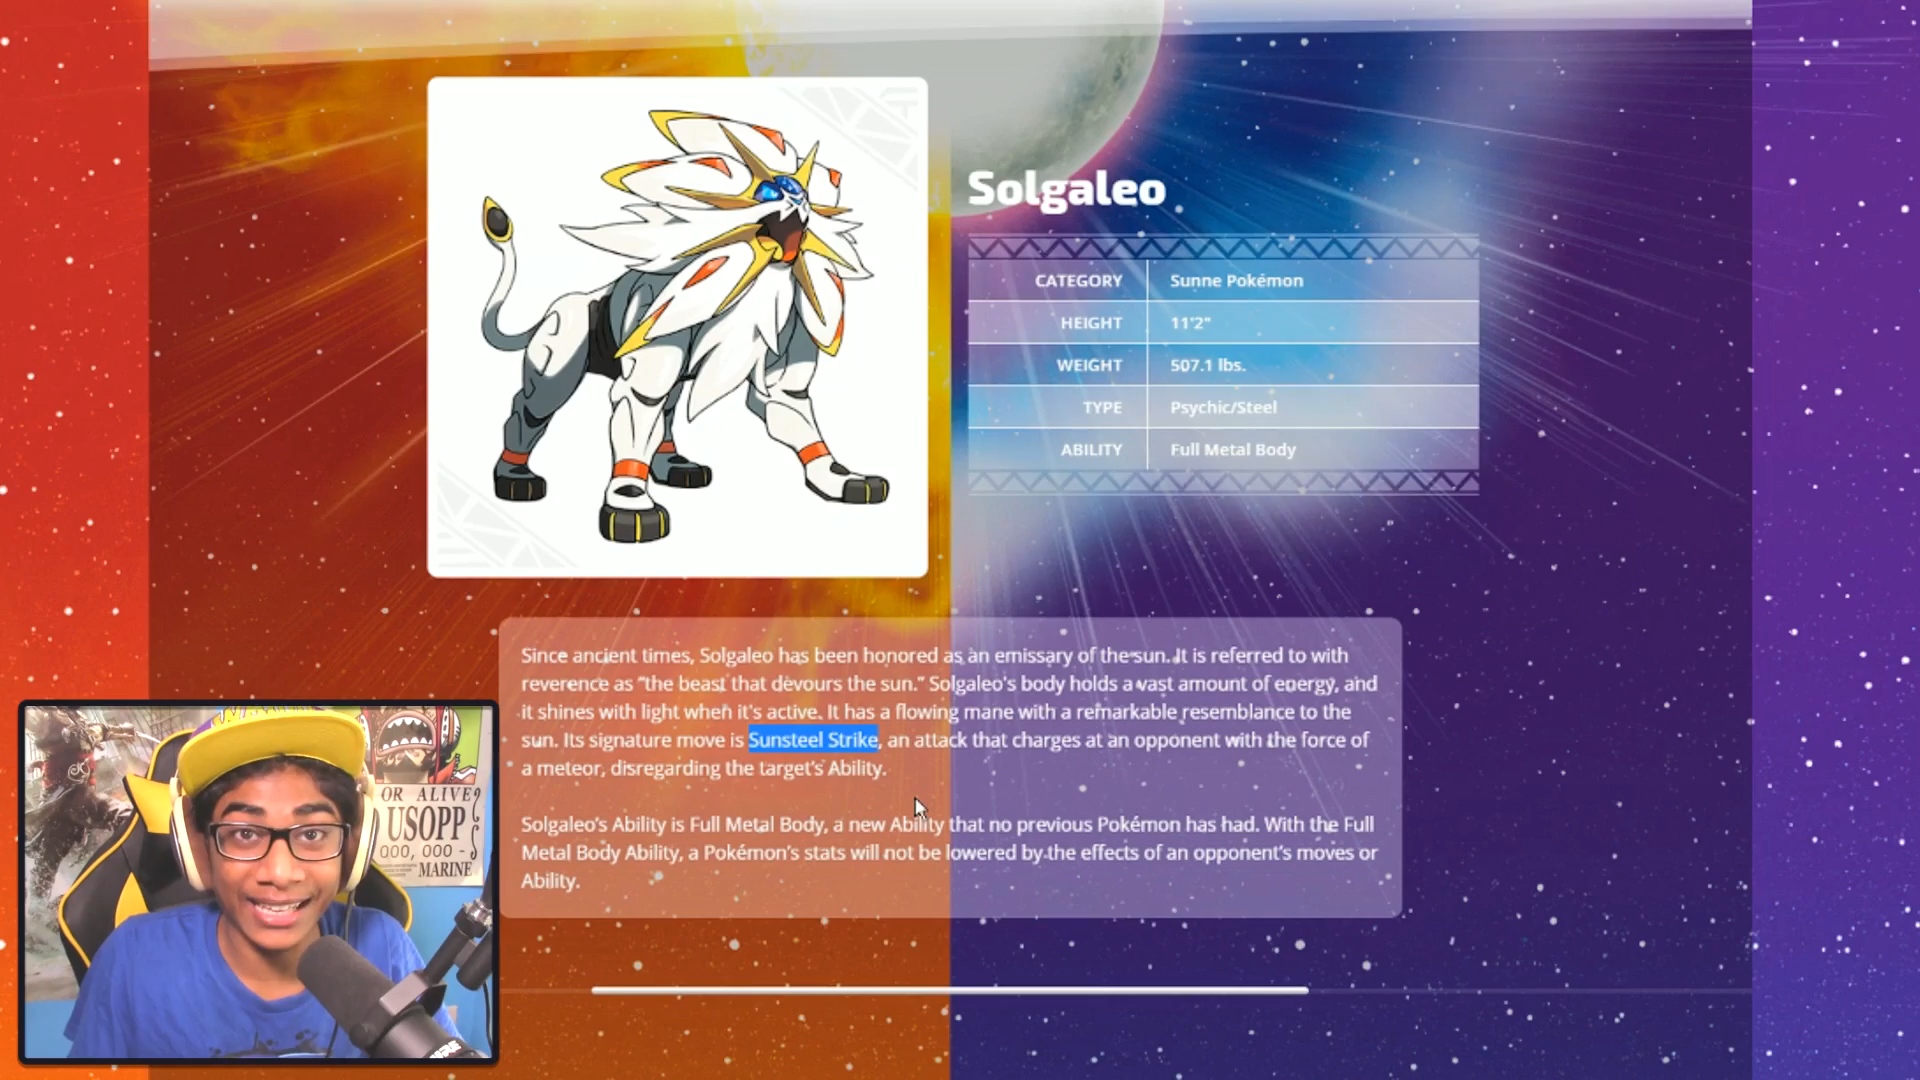 Solgaleo
CATEGORY Sunne Pokémon
HEIGHT 11'2"
WEIGHT 507.1 lbs.
TYPE Psychic/Steel
ABILITY Full Metal Body
Since ancient times, Solgaleo has been honored as an emissary of the sun. It is referred to with
reverence as "the beast that devours the sun." Solgaleo's body holds a vast amount of energy, and
it shines with light when it's active. It has a flowing mane with a remarkable resemblance to the
sun. Its signature move is Sunsteel Strike, an attack that charges at an opponent with the force of
a meteor, disregarding the target's Ability.
Solgaleo's Ability is Full Metal Body, a new Ability that no previous Pokémon has had. With the Full
Metal Body Ability, a Pokémon's stats will not be lowered by the effects of an opponent's moves or
Ability.
OR ALIVE
USOPP
000, 000 -
MARINE